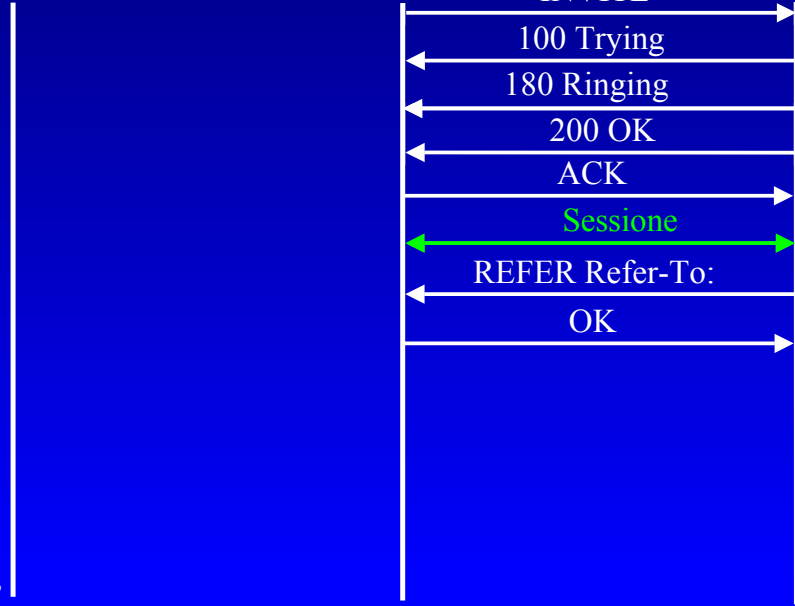 100 Trying
180 Ringing
200 OK
ACK
Sessione
REFER Refer-To:
OK